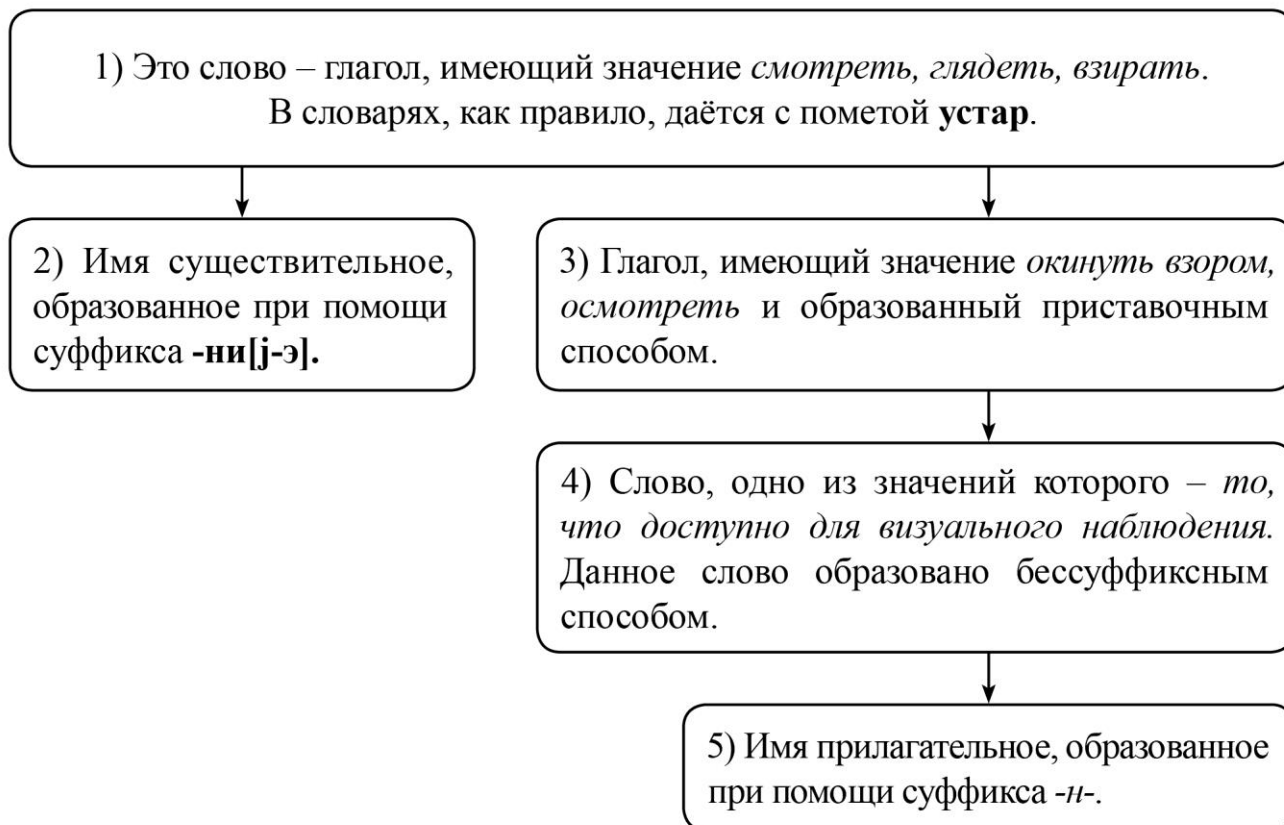 1) Это слово – глагол, имеющий значение смотреть, глядеть, взирать.
В словарях, как правило, даётся с пометой устар.
2) Имя существительное,
образованное при помощи
суффикса -ни[j-э].
3) Глагол, имеющий значение окинуть взором,
осмотреть и образованный приставочным
способом.
4) Слово, одно из значений которого – то,
что доступно для визуального наблюдения.
Данное слово образовано бессуффиксным
способом.
5) Имя прилагательное, образованное
при помощи суффикса -н-.